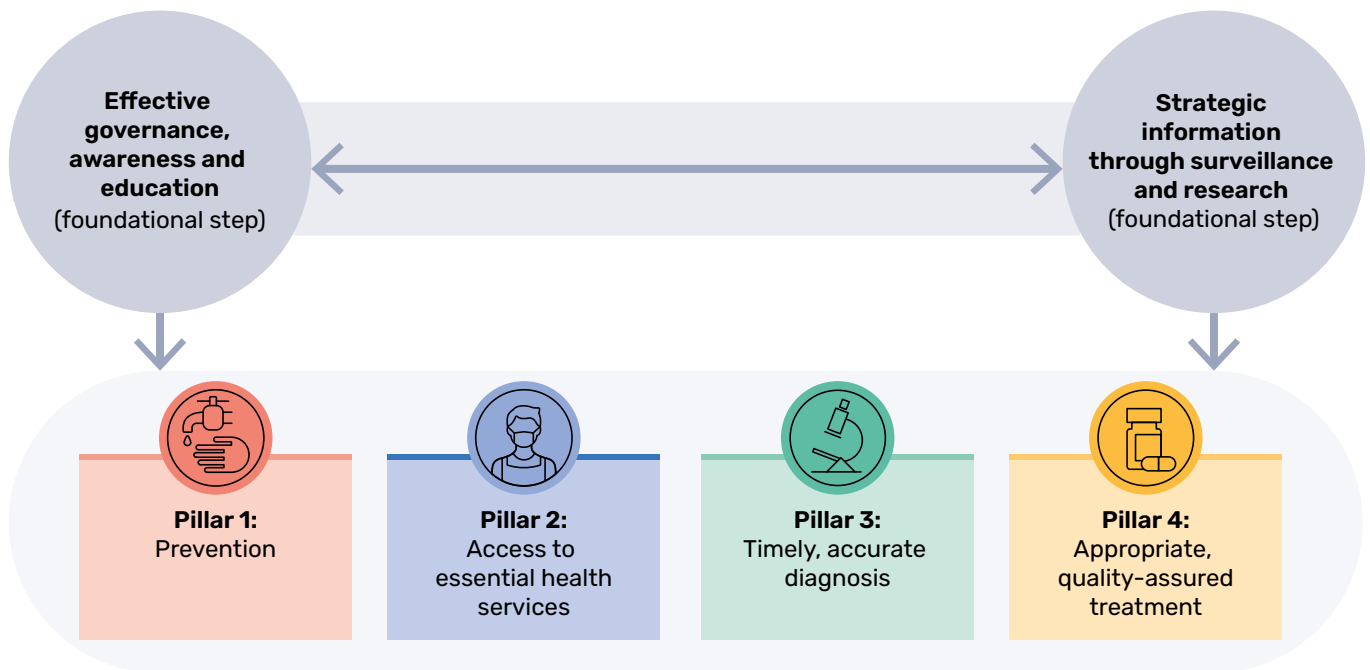 Effective
governance,
awareness and
education
(foundational step)
Strategic
information
through surveillance
and research
(foundational step)
Pillar 1:
Prevention
Pillar 2:
Access to
essential health
services
Pillar 3:
Timely, accurate
diagnosis
Pillar 4:
Appropriate,
quality-assured
treatment